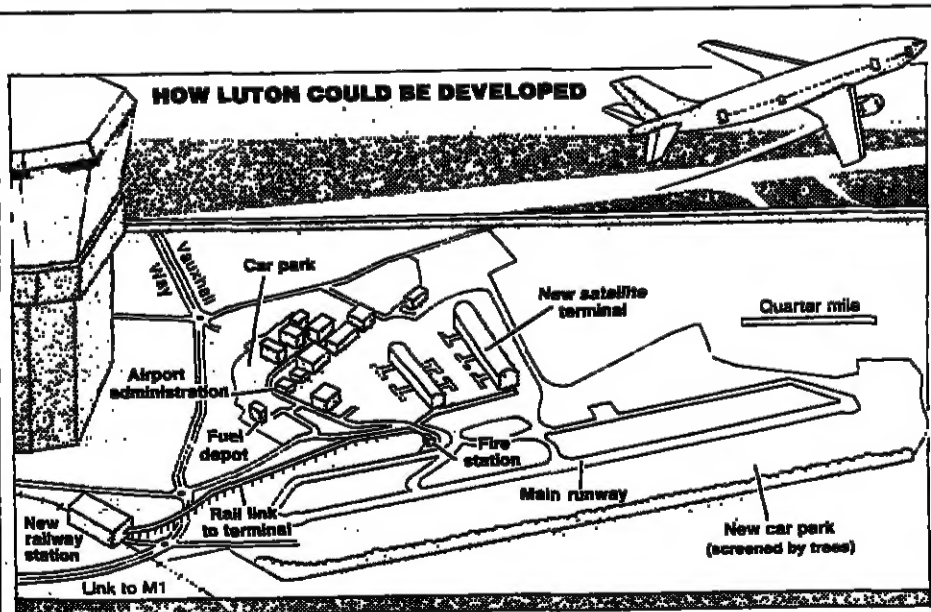 HOW LUTON COULD BE DEVELOPED
Vauxhall
Way
Car park
New satellite
terminal
Quarter mile
Airport
administration
Fuel
depot
Fire
station
Main runway
New
railway
station
Rail link
to terminal
New car park
(screened by trees)
Link to M1